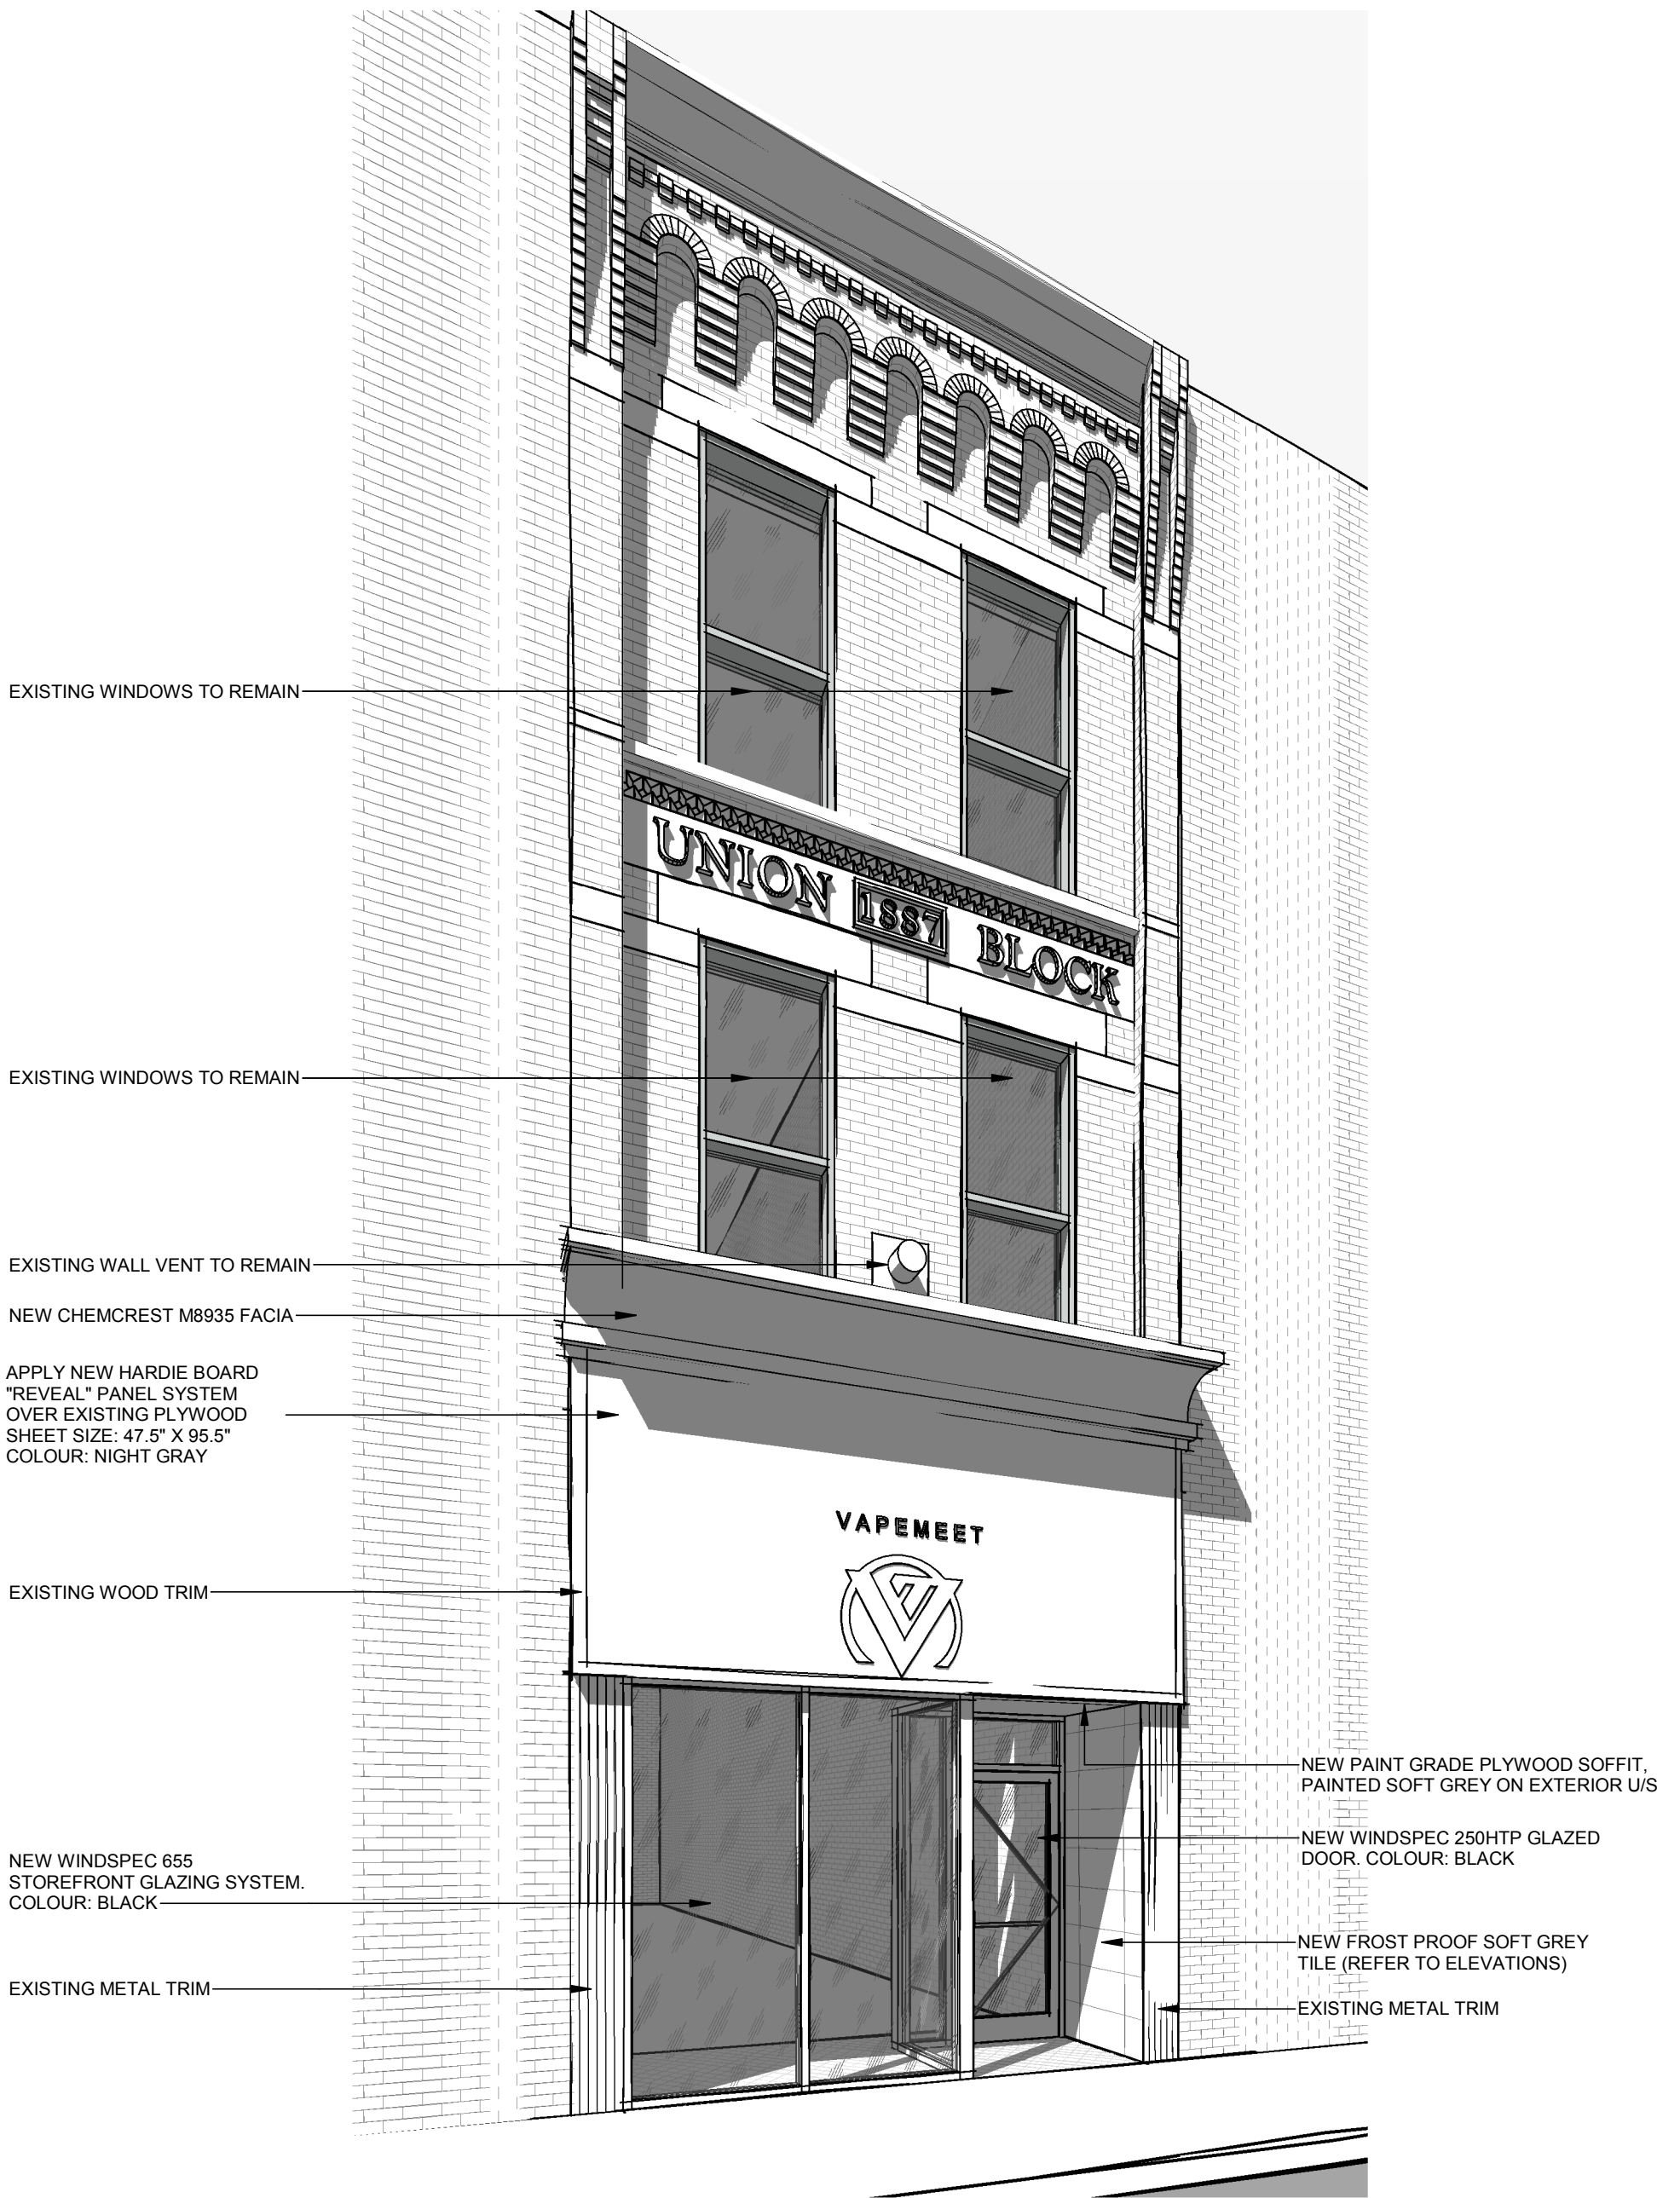 EXISTING WINDOWS TO REMAIN
UNION 1887 BLOCK
EXISTING WINDOWS TO REMAIN
EXISTING WALL VENT TO REMAIN
NEW CHEMCREST M8935 FACIA
APPLY NEW HARDIE BOARD
"REVEAL" PANEL SYSTEM
OVER EXISTING PLYWOOD
SHEET SIZE: 47.5" X 95.5"
COLOUR: NIGHT GRAY
VAPEMEET
EXISTING WOOD TRIM
NEW PAINT GRADE PLYWOOD SOFFIT,
PAINTED SOFT GREY ON EXTERIOR U/S
NEW WINDSPEC 250HTP GLAZED
DOOR. COLOUR: BLACK
NEW WINDSPEC 655
STOREFRONT GLAZING SYSTEM.
COLOUR: BLACK
NEW FROST PROOF SOFT GREY
TILE (REFER TO ELEVATIONS)
EXISTING METAL TRIM
EXISTING METAL TRIM